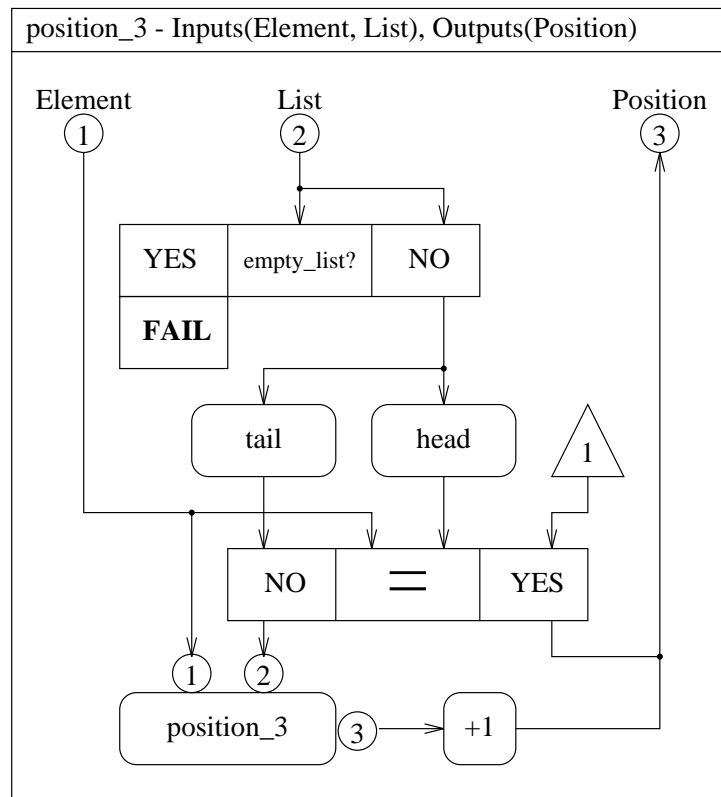 position_3 - Inputs(Element, List), Outputs(Position)
Element List Position
1 2 3
YES empty_list? NO
FAIL
tail head 1
NO = YES
1 2
position_3 3 +1